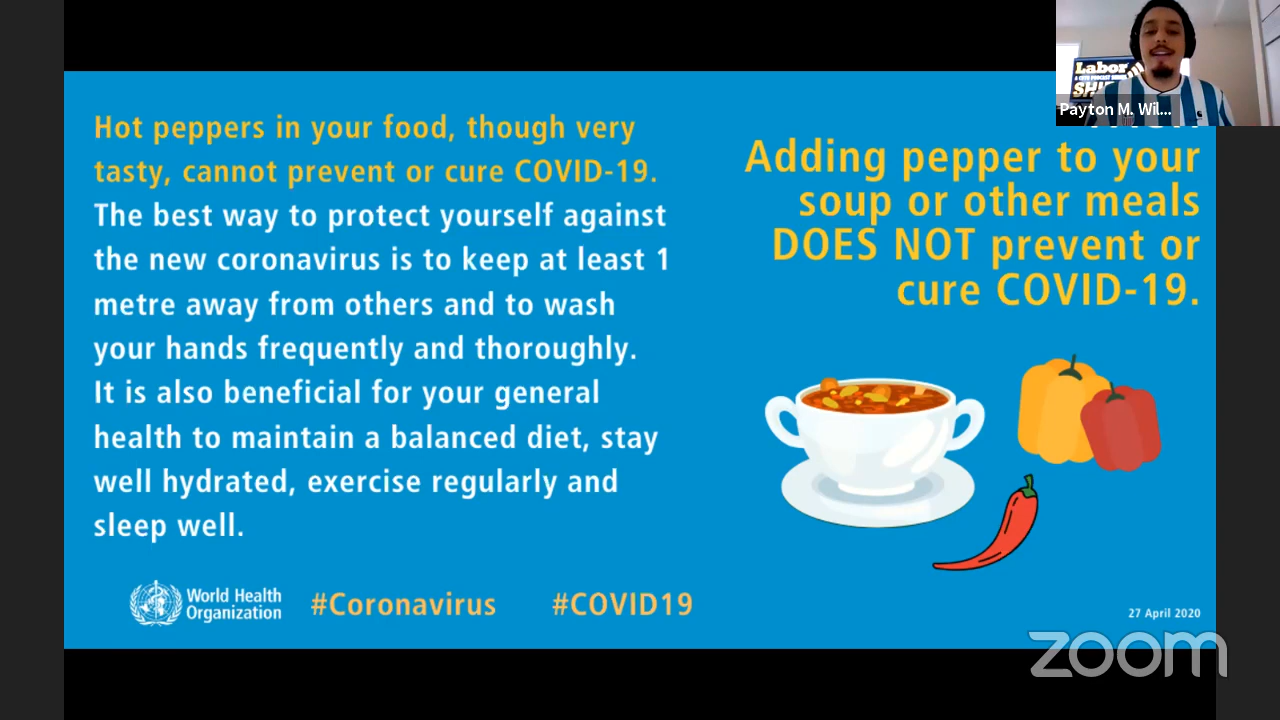 Hot peppers in your food, though very
tasty, cannot prevent or cure COVID-19.
The best way to protect yourself against
the new coronavirus is to keep at least 1
metre away from others and to wash
your hands frequently and thoroughly.
It is also beneficial for your general
health to maintain a balanced diet, stay
well hydrated, exercise regularly and
sleep well.
World Health
Organization
#Coronavirus
#COVID19
Labor
Payton M. Wil...
Adding pepper to your
soup or other meals
DOES NOT prevent or
cure COVID-19.
27 April 2020
zoom